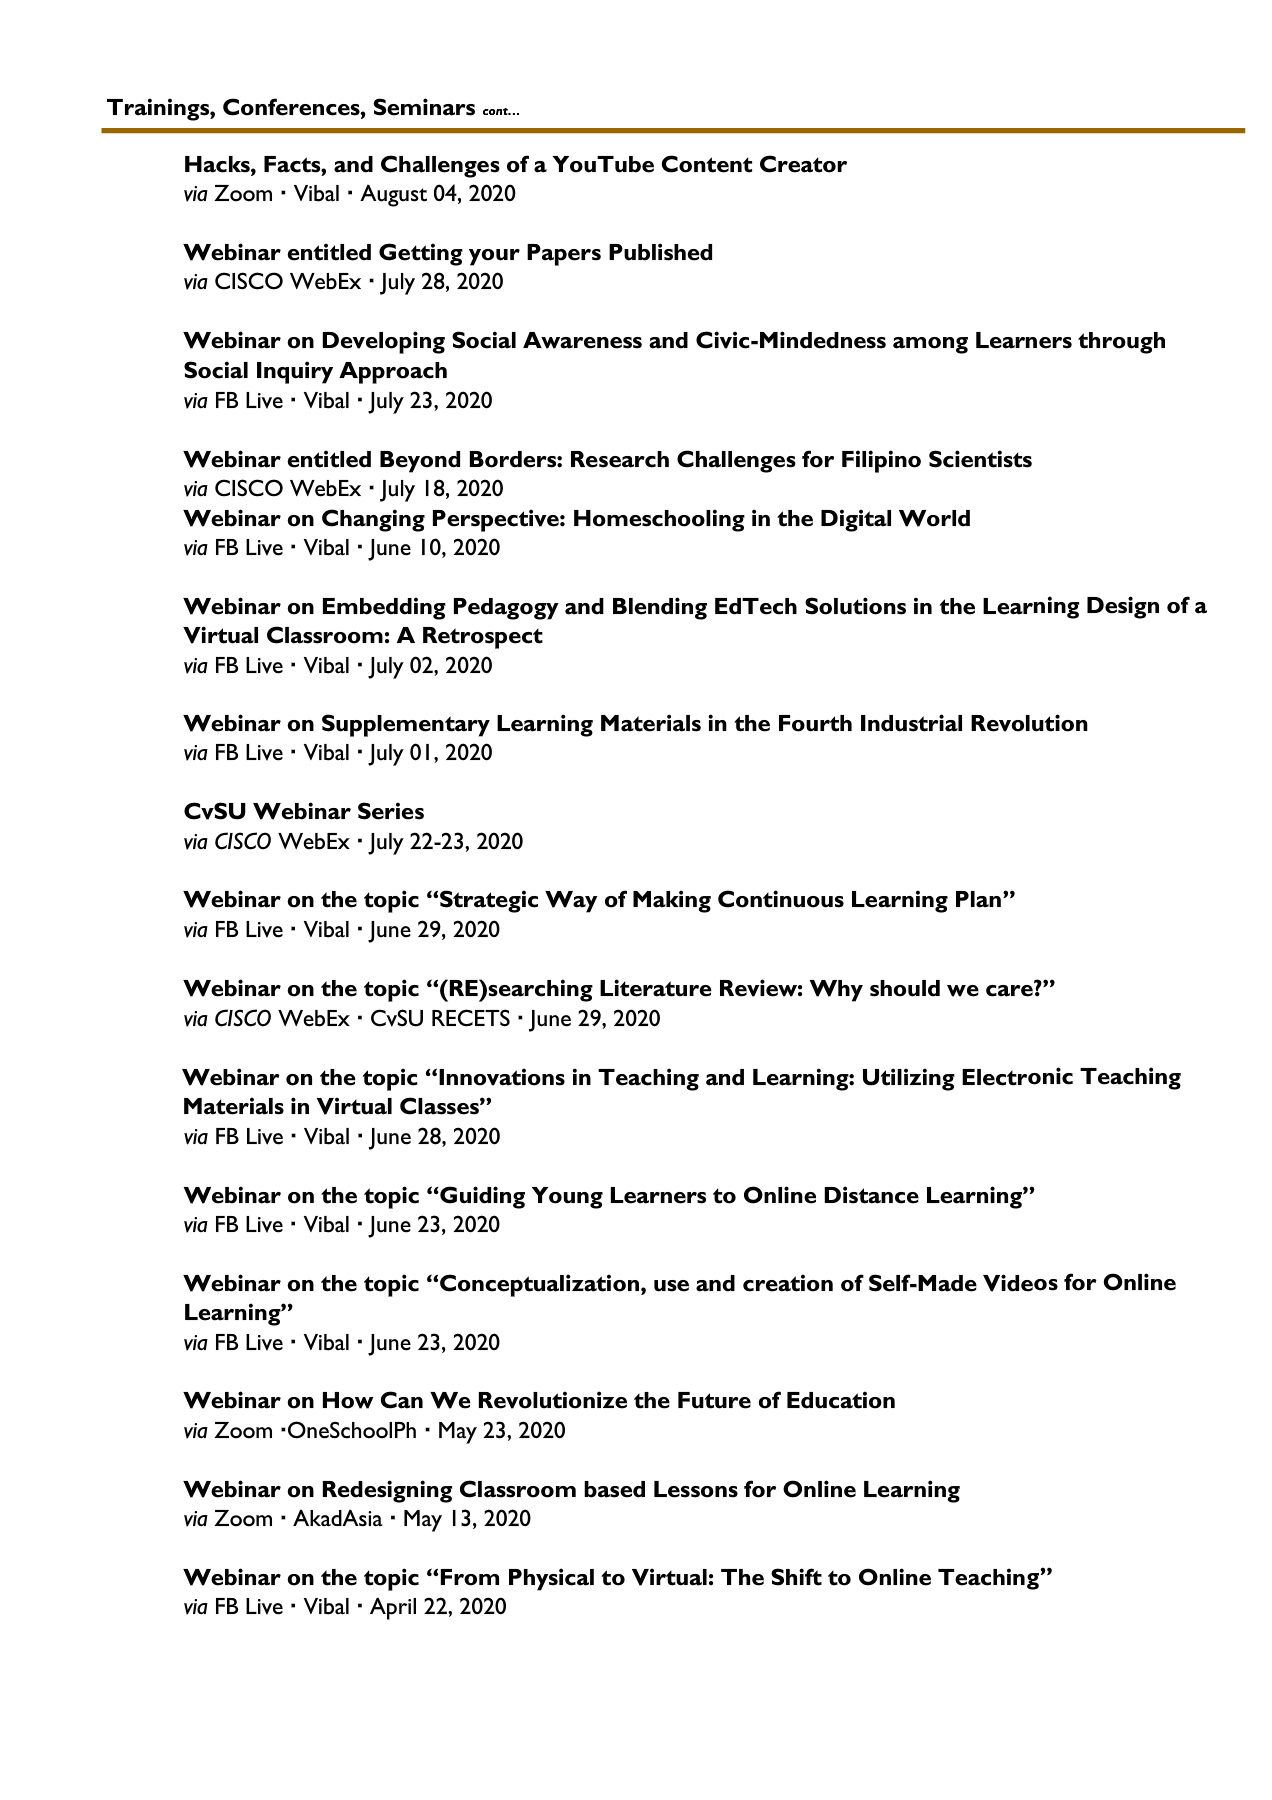 Trainings, Conferences, Seminars cont...
Hacks, Facts, and Challenges of a YouTube Content Creator
via Zoom · Vibal · August 04, 2020
Webinar entitled Getting your Papers Published
via CISCO WebEx · July 28, 2020
Webinar on Developing Social Awareness and Civic-Mindedness among Learners through
Social Inquiry Approach
via FB Live · Vibal · July 23, 2020
Webinar entitled Beyond Borders: Research Challenges for Filipino Scientists
via CISCO WebEx · July 18, 2020
Webinar on Changing Perspective: Homeschooling in the Digital World
via FB Live · Vibal · June 10, 2020
Webinar on Embedding Pedagogy and Blending EdTech Solutions in the Learning Design of a
Virtual Classroom: A Retrospect
via FB Live · Vibal · July 02, 2020
Webinar on Supplementary Learning Materials in the Fourth Industrial Revolution
via FB Live · Vibal · July 01, 2020
CvSU Webinar Series
via CISCO WebEx · July 22-23, 2020
Webinar on the topic “Strategic Way of Making Continuous Learning Plan”
via FB Live · Vibal · June 29, 2020
Webinar on the topic “(RE)searching Literature Review: Why should we care?”
via CISCO WebEx · CvSU RECETS · June 29, 2020
Webinar on the topic “Innovations in Teaching and Learning: Utilizing Electronic Teaching
Materials in Virtual Classes”
via FB Live · Vibal · June 28, 2020
Webinar on the topic “Guiding Young Learners to Online Distance Learning”
via FB Live · Vibal · June 23, 2020
Webinar on the topic “Conceptualization, use and creation of Self-Made Videos for Online
Learning”
via FB Live · Vibal · June 23, 2020
Webinar on How Can We Revolutionize the Future of Education
via Zoom ·OneSchoolPh · May 23, 2020
Webinar on Redesigning Classroom based Lessons for Online Learning
via Zoom · AkadAsia · May 13, 2020
Webinar on the topic “From Physical to Virtual: The Shift to Online Teaching”
via FB Live · Vibal · April 22, 2020